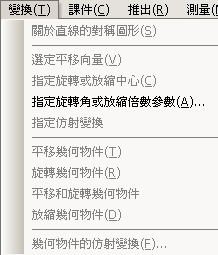 變換(T) 課件(C) 推出(R) 測量(
關於直線的對稱圖形(S)
選定平移向量(V)
指定旋轉或放縮中心(C)
指定旋轉角或放縮倍數參數(A)...
指定仿射變換
平移幾何物件(T)
旋轉幾何物件(R)
平移和旋轉幾何物件
放縮幾何物件(D)
幾何物件的仿射變換(F)...